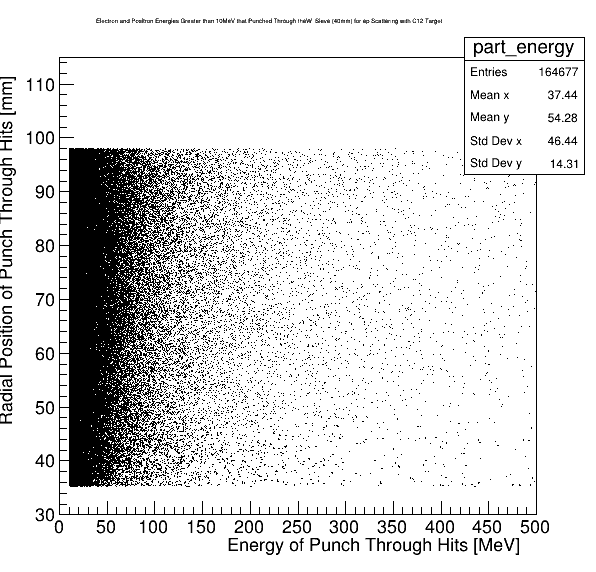 Electron and Positron Energies Greater than 10MeV that Punched Through theW Sieve (40mm) for ep Scattering with C12 Target
part_energy
Entries 164677
Mean x 37.44
Mean y 54.28
Std Dev x 46.44
Std Dev y 14.31
Radial Position of Punch Through Hits [mm]
110
100
90
80
70
60
50
40
30
0 50 100 150 200 250 300 350 400 450 500
Energy of Punch Through Hits [MeV]